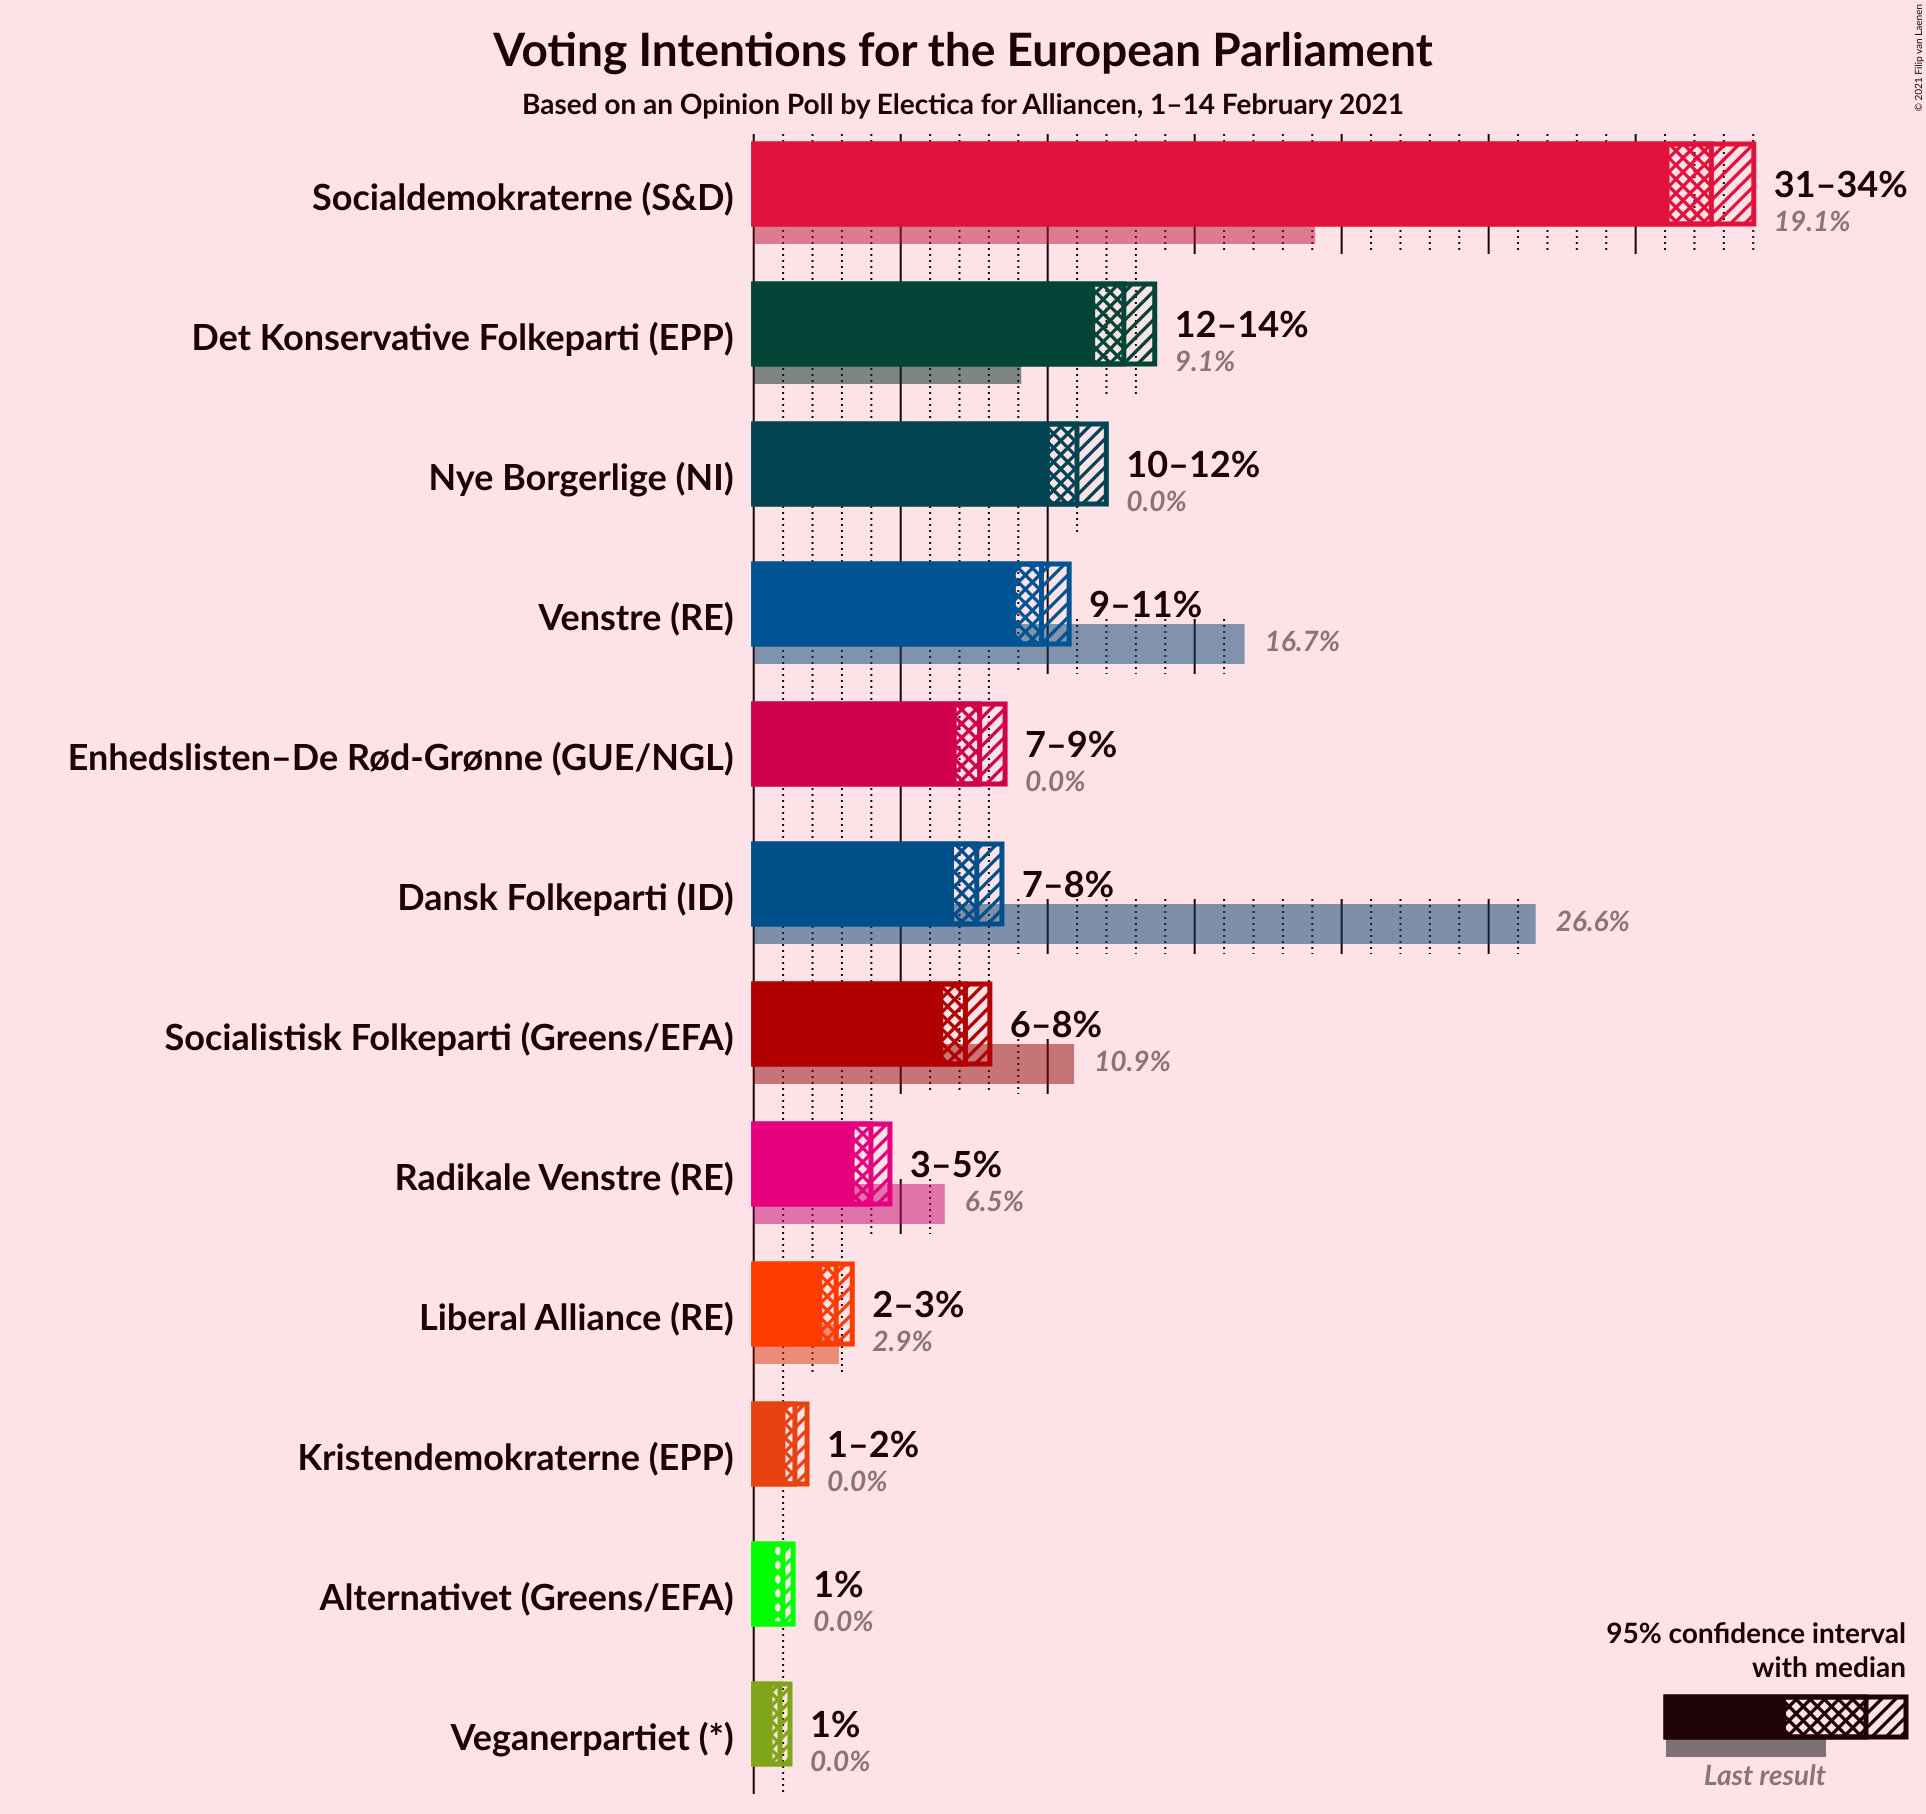 © 2021 Filip van Laenen
Voting Intentions for the European Parliament
Based on an Opinion Poll by Electica for Alliancen, 1–14 February 2021
Socialdemokraterne (S&D)
31–34%
19.1%
Det Konservative Folkeparti (EPP)
12–14%
9.1%
Nye Borgerlige (NI)
10–12%
0.0%
Venstre (RE)
9–11%
16.7%
Enhedslisten–De Rød-Grønne (GUE/NGL)
7–9%
0.0%
Dansk Folkeparti (ID)
7–8%
26.6%
Socialistisk Folkeparti (Greens/EFA)
6–8%
10.9%
Radikale Venstre (RE)
3–5%
6.5%
Liberal Alliance (RE)
2–3%
2.9%
Kristendemokraterne (EPP)
1–2%
0.0%
Alternativet (Greens/EFA)
1%
0.0%
Veganerpartiet (*)
1%
0.0%
95% confidence interval
with median
Last result